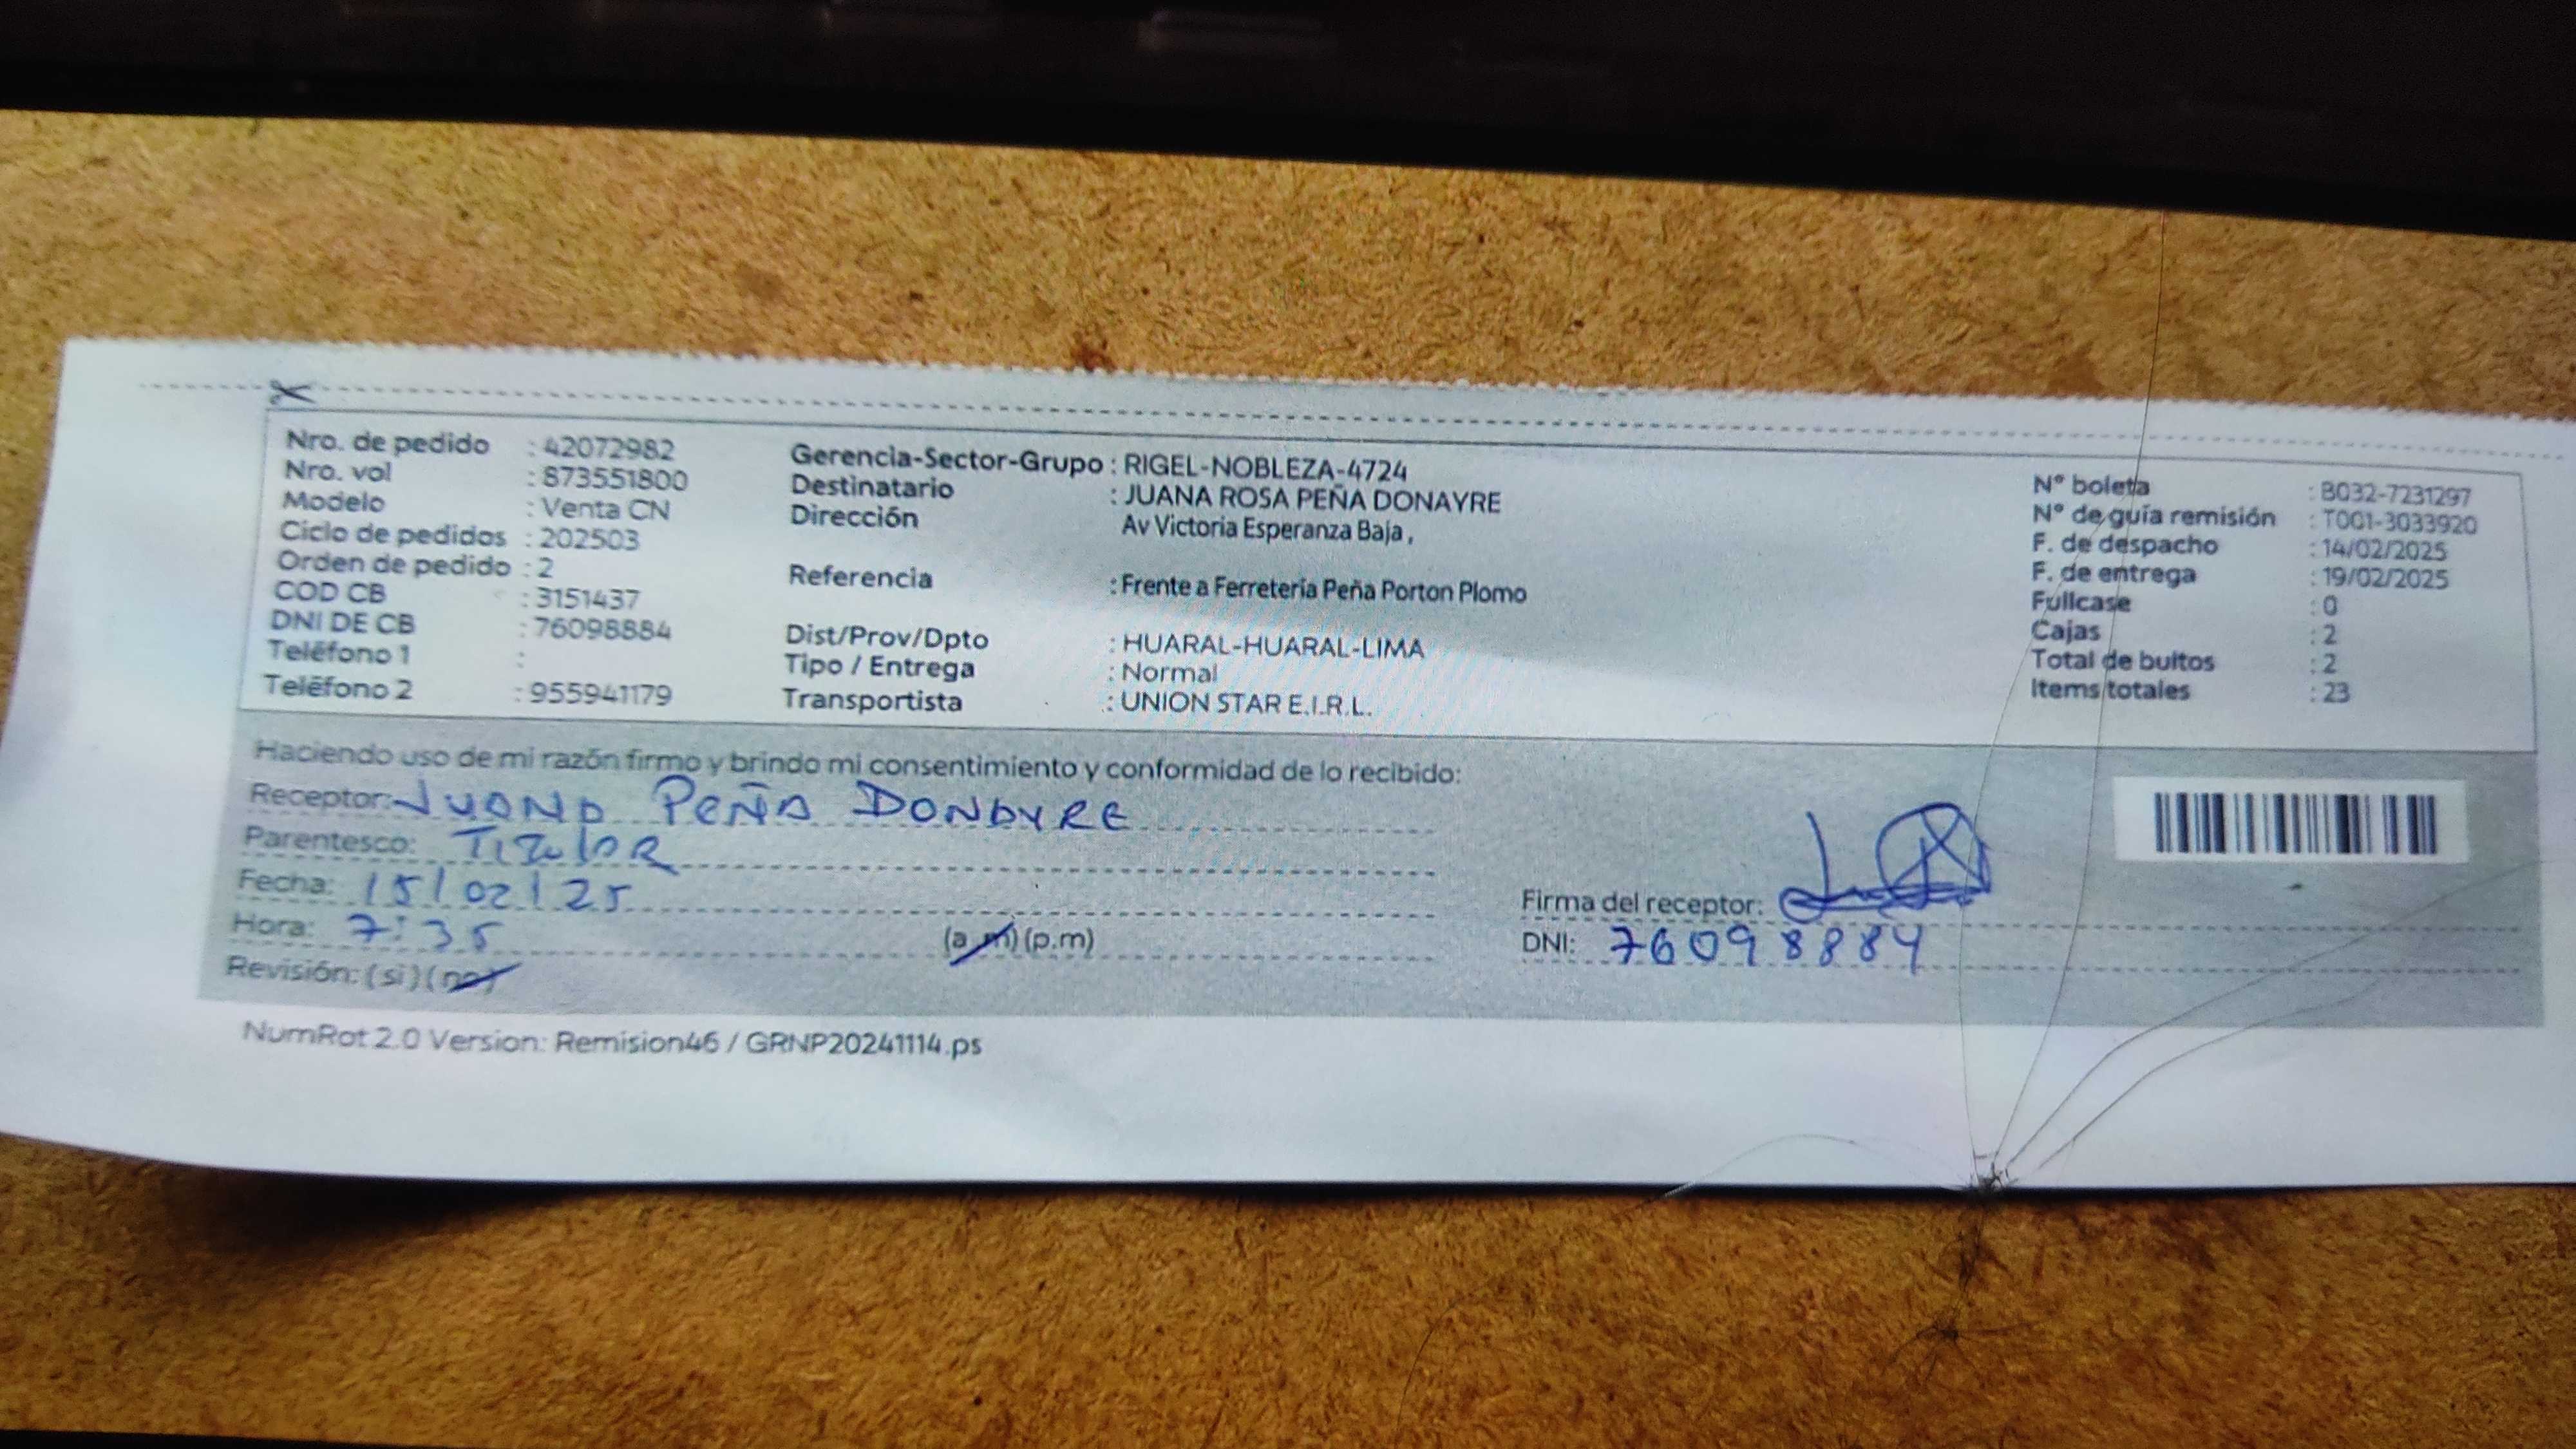 Nro. de pedido : 42072982
Nro. vol : 873551800
Modelo : Venta CN
Ciclo de pedidos : 202503
Orden de pedido : 2
COD CB : 3151437
DNI DE CB : 76098884
Teléfono 1 :
Teléfono 2 : 955941179
Gerencia-Sector-Grupo : RIGEL-NOBLEZA-4724
Destinatario : JUANA ROSA PEÑA DONAYRE
Dirección Av Victoria Esperanza Baja ,
Referencia : Frente a Ferretería Peña Porton Plomo
Dist/Prov/Dpto : HUARAL-HUARAL-LIMA
Tipo / Entrega : Normal
Transportista : UNION STAR E.I.R.L.
N° boleta : B032-7231297
N° de guía remisión : T001-3033920
F. de despacho : 14/02/2025
F. de entrega : 19/02/2025
Fullcase : 0
Cajas : 2
Total de bultos : 2
Items totales : 23
Haciendo uso de mi razón firmo y brindo mi consentimiento y conformidad de lo recibido:
Receptor: JUANA PEÑA DONAYRE
Parentesco: TITULAR
Fecha: 15/02/25
Hora: 7:35 (a.m) (p.m)
Revisión: (si) (no)
Firma del receptor:
DNI: 76098884
NumRot 2.0 Version: Remision46 / GRNP20241114.ps